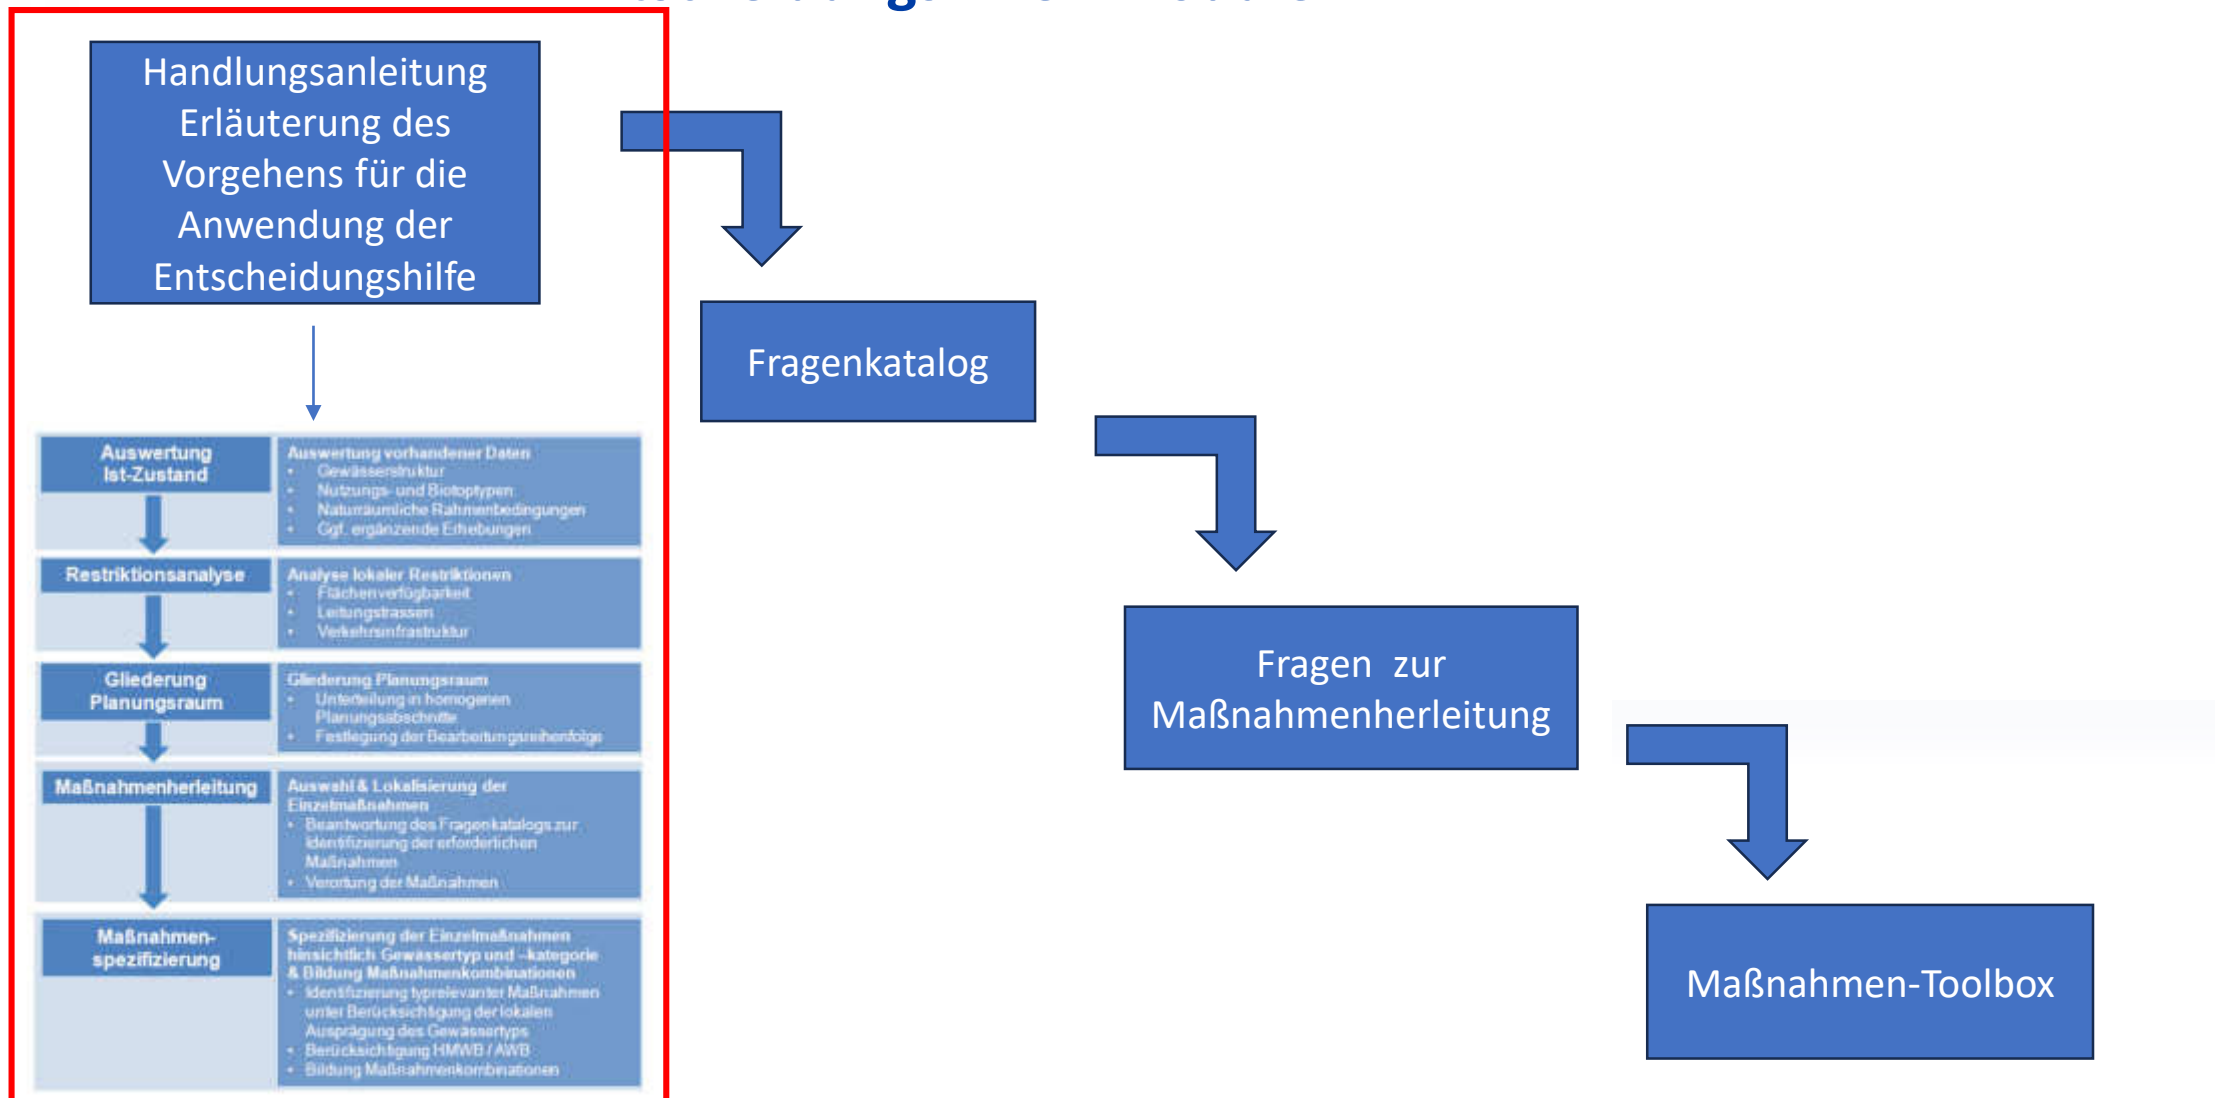 Handlungsanleitung
Erläuterung des
Vorgehens für die
Anwendung der
Entscheidungshilfe
Fragenkatalog
Fragen zur
Maßnahmenherleitung
Maßnahmen-Toolbox
Auswertung
Ist-Zustand
Auswertung vorhandener Daten
• Gewässerstruktur
• Nutzungs- und Biotoptypen
• Naturräumliche Rahmenbedingungen
• Ggf. ergänzende Erhebungen
Restriktionsanalyse
Analyse lokaler Restriktionen
• Flächenverfügbarkeit
• Leitungstrassen
• Verkehrsinfrastruktur
Gliederung
Planungsraum
Gliederung Planungsraum
• Unterteilung in homogenen
Planungsabschnitte
• Festlegung der Bearbeitungsreihenfolge
Maßnahmenherleitung
Auswahl & Lokalisierung der
Einzelmaßnahmen
• Beantwortung des Fragenkatalogs zur
Identifizierung der erforderlichen
Maßnahmen
• Verortung der Maßnahmen
Maßnahmen-
spezifizierung
Spezifizierung der Einzelmaßnahmen
hinsichtlich Gewässertyp und –kategorie
& Bildung Maßnahmenkombinationen
• Identifizierung typrelevanter Maßnahmen
unter Berücksichtigung der lokalen
Ausprägung des Gewässertyps
• Berücksichtigung HMWB / AWB
• Bildung Maßnahmenkombinationen